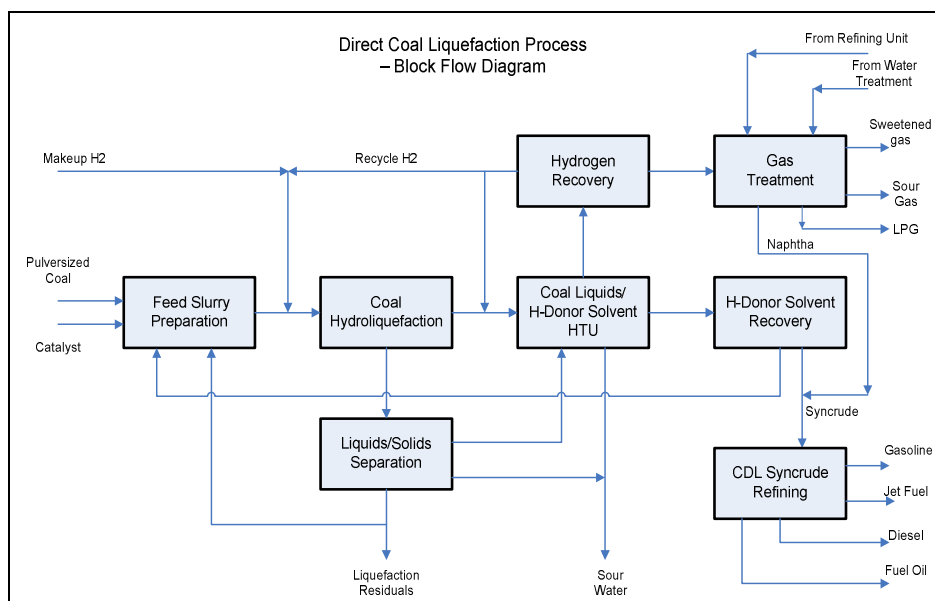 Direct Coal Liquefaction Process
– Block Flow Diagram
From Refining Unit
From Water
Treatment
Sweetened
gas
Makeup H2
Recycle H2
Hydrogen
Recovery
Gas
Treatment
Sour
Gas
LPG
Naphtha
Pulversized
Coal
Feed Slurry
Preparation
Coal
Hydroliquefaction
Coal Liquids/
H-Donor Solvent
HTU
H-Donor Solvent
Recovery
Catalyst
Syncrude
Liquids/Solids
Separation
CDL Syncrude
Refining
Gasoline
Jet Fuel
Diesel
Fuel Oil
Liquefaction
Residuals
Sour
Water